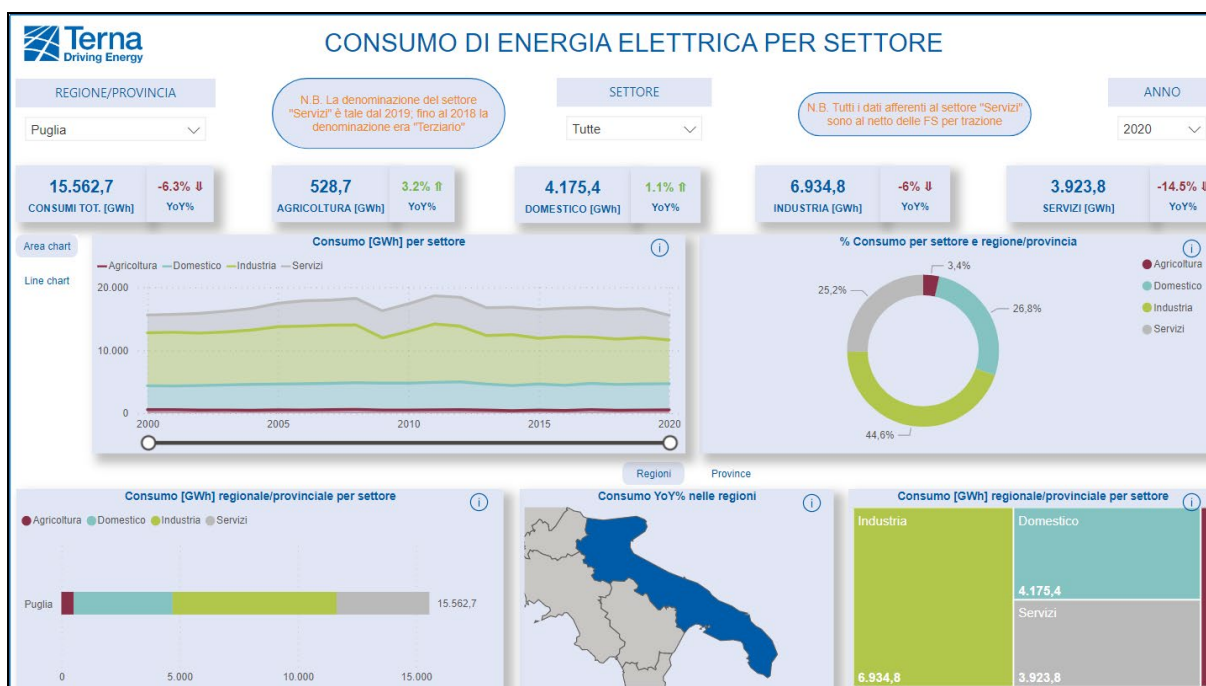 Terna
Driving Energy
CONSUMO DI ENERGIA ELETTRICA PER SETTORE
REGIONE/PROVINCIA
Puglia
N.B. La denominazione del settore
"Servizi" è tale dal 2019; fino al 2018 la
denominazione era "Terziario"
SETTORE
Tutte
N.B. Tutti i dati afferenti al settore "Servizi"
sono al netto delle FS per trazione
ANNO
2020
15.562,7
CONSUMI TOT. [GWh]
-6.3% ⇓
YoY%
528,7
AGRICOLTURA [GWh]
3.2% ⇑
YoY%
4.175,4
DOMESTICO [GWh]
1.1% ⇑
YoY%
6.934,8
INDUSTRIA [GWh]
-6% ⇓
YoY%
3.923,8
SERVIZI [GWh]
-14.5% ⇓
YoY%
Area chart
Line chart
Consumo [GWh] per settore
Agricoltura Domestico Industria Servizi
20.000
10.000
0
2000 2005 2010 2015 2020
% Consumo per settore e regione/provincia
3,4%
25,2%
26,8%
44,6%
Agricoltura
Domestico
Industria
Servizi
Regioni Province
Consumo [GWh] regionale/provinciale per settore
Agricoltura Domestico Industria Servizi
Puglia
15.562,7
0 5.000 10.000 15.000
Consumo YoY% nelle regioni
Consumo [GWh] regionale/provinciale per settore
Industria
6.934,8
Domestico
4.175,4
Servizi
3.923,8